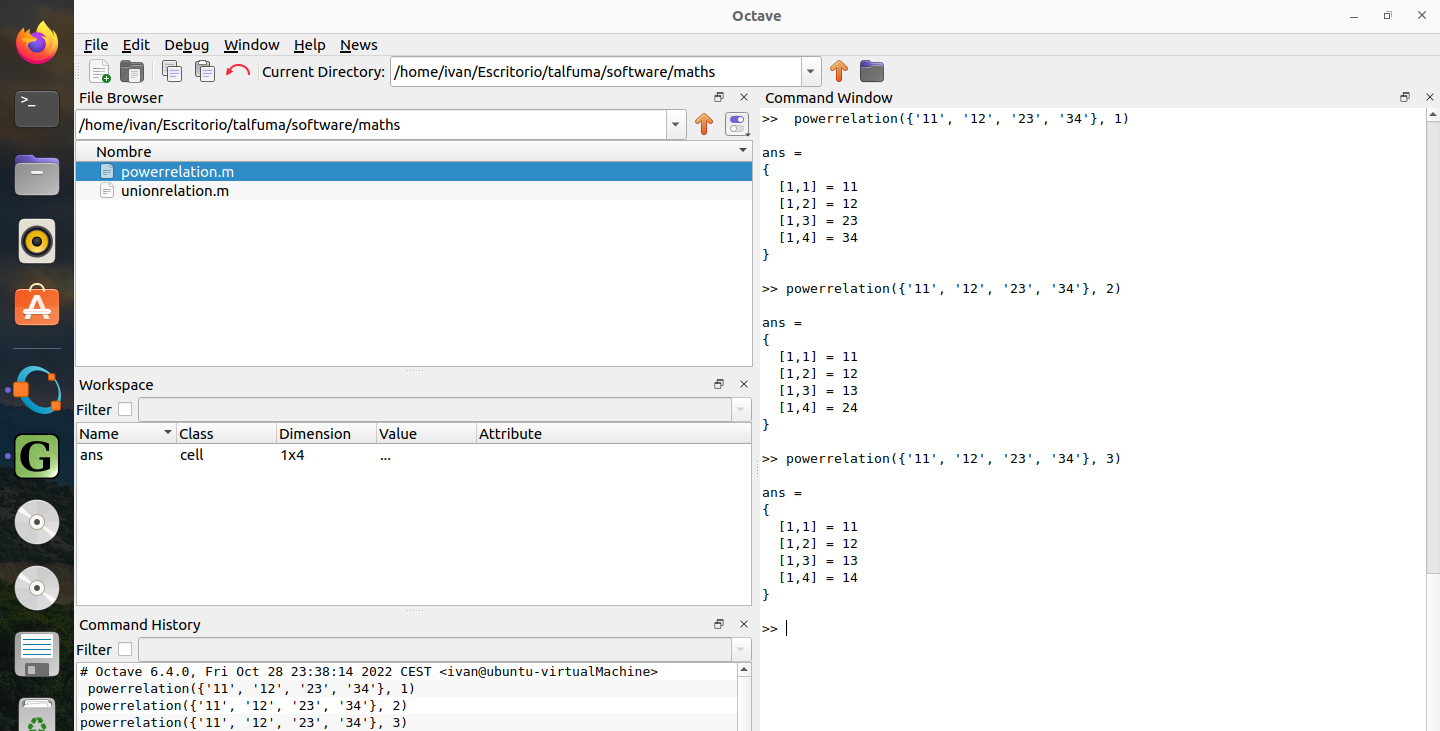 Octave
File Edit Debug Window Help News
Current Directory: /home/ivan/Escritorio/talfuma/software/maths
File Browser
/home/ivan/Escritorio/talfuma/software/maths
Nombre
powerrelation.m
unionrelation.m
Workspace
Filter
Name Class Dimension Value Attribute
ans cell 1x4 ...
Command History
Filter
# Octave 6.4.0, Fri Oct 28 23:38:14 2022 CEST <ivan@ubuntu-virtualMachine>
powerrelation({'11', '12', '23', '34'}, 1)
powerrelation({'11', '12', '23', '34'}, 2)
powerrelation({'11', '12', '23', '34'}, 3)
Command Window
>>  powerrelation({'11', '12', '23', '34'}, 1)
ans =
{
[1,1] = 11
[1,2] = 12
[1,3] = 23
[1,4] = 34
}
>> powerrelation({'11', '12', '23', '34'}, 2)
ans =
{
[1,1] = 11
[1,2] = 12
[1,3] = 13
[1,4] = 24
}
>> powerrelation({'11', '12', '23', '34'}, 3)
ans =
{
[1,1] = 11
[1,2] = 12
[1,3] = 13
[1,4] = 14
}
>>
>_
A
G